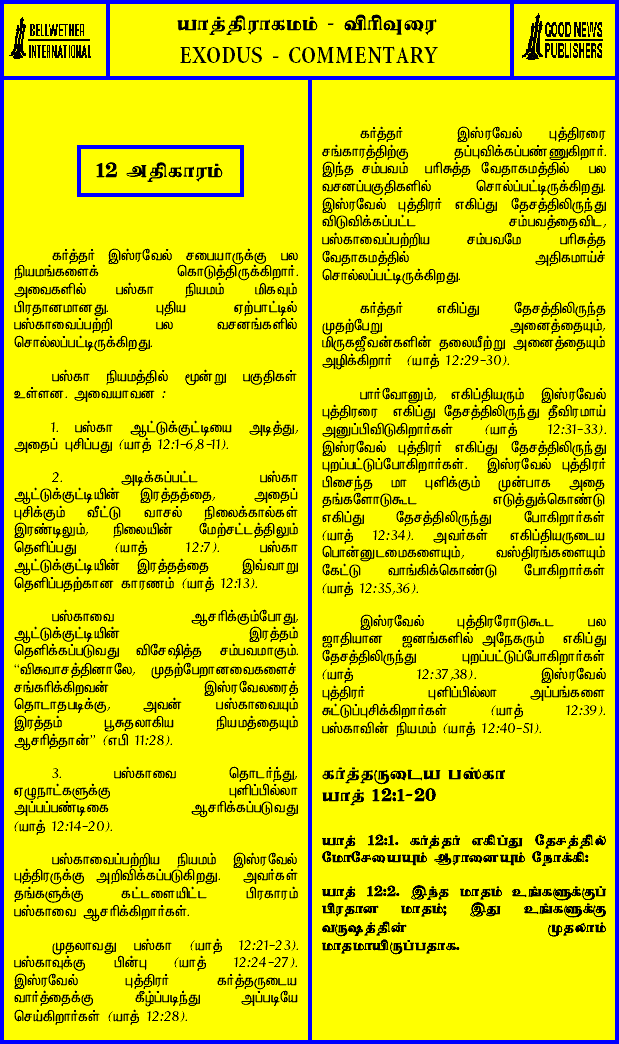 BELLWETHER
INTERNATIONAL
யாத்திராகமம் - விரிவுரை
EXODUS - COMMENTARY
GOOD NEWS
PUBLISHERS
12 அதிகாரம்
கர்த்தர் இஸ்ரவேல் சபையாருக்கு பல
நியமங்களைக் கொடுத்திருக்கிறார்.
அவைகளில் பஸ்கா நியமம் மிகவும்
பிரதானமானது. புதிய ஏற்பாட்டில்
பஸ்காவைப்பற்றி பல வசனங்களில்
சொல்லப்பட்டிருக்கிறது.
பஸ்கா நியமத்தில் மூன்று பகுதிகள்
உள்ளன. அவையாவன :
1. பஸ்கா ஆட்டுக்குட்டியை அடித்து,
அதைப் புசிப்பது (யாத் 12:1-6,8-11).
2. அடிக்கப்பட்ட பஸ்கா
ஆட்டுக்குட்டியின் இரத்தத்தை, அதைப்
புசிக்கும் வீட்டு வாசல் நிலைக்கால்கள்
இரண்டிலும், நிலையின் மேற்சட்டத்திலும்
தெளிப்பது (யாத் 12:7). பஸ்கா
ஆட்டுக்குட்டியின் இரத்தத்தை இவ்வாறு
தெளிப்பதற்கான காரணம் (யாத் 12:13).
பஸ்காவை ஆசரிக்கும்போது,
ஆட்டுக்குட்டியின் இரத்தம்
தெளிக்கப்படுவது விசேஷித்த சம்பவமாகும்.
“விசுவாசத்தினாலே, முதற்பேறானவைகளைச்
சங்கரிக்கிறவன் இஸ்ரவேலரைத்
தொடாதபடிக்கு, அவன் பஸ்காவையும்
இரத்தம் பூசுதலாகிய நியமத்தையும்
ஆசரித்தான்” (எபி 11:28).
3. பஸ்காவை தொடர்ந்து,
ஏழுநாட்களுக்கு புளிப்பில்லா
அப்பப்பண்டிகை ஆசரிக்கப்படுவது
(யாத் 12:14-20).
பஸ்காவைப்பற்றிய நியமம் இஸ்ரவேல்
புத்திரருக்கு அறிவிக்கப்படுகிறது. அவர்கள்
தங்களுக்கு கட்டளையிட்ட பிரகாரம்
பஸ்காவை ஆசரிக்கிறார்கள்.
முதலாவது பஸ்கா (யாத் 12:21-23).
பஸ்காவுக்கு பின்பு (யாத் 12:24-27).
இஸ்ரவேல் புத்திரர் கர்த்தருடைய
வார்த்தைக்கு கீழ்ப்படிந்து அப்படியே
செய்கிறார்கள் (யாத் 12:28).
கர்த்தர் இஸ்ரவேல் புத்திரரை
சங்காரத்திற்கு தப்புவிக்கப்பண்ணுகிறார்.
இந்த சம்பவம் பரிசுத்த வேதாகமத்தில் பல
வசனப்பகுதிகளில் சொல்ப்பட்டிருக்கிறது.
இஸ்ரவேல் புத்திரர் எகிப்து தேசத்திலிருந்து
விடுவிக்கப்பட்ட சம்பவத்தைவிட,
பஸ்காவைப்பற்றிய சம்பவமே பரிசுத்த
வேதாகமத்தில் அதிகமாய்ச்
சொல்லப்பட்டிருக்கிறது.
கர்த்தர் எகிப்து தேசத்திலிருந்த
முதற்பேறு அனைத்தையும்,
மிருகஜீவன்களின் தலையீற்று அனைத்தையும்
அழிக்கிறார் (யாத் 12:29-30).
பார்வோனும், எகிப்தியரும் இஸ்ரவேல்
புத்திரரை எகிப்து தேசத்திலிருந்து தீவிரமாய்
அனுப்பிவிடுகிறார்கள் (யாத் 12:31-33).
இஸ்ரவேல் புத்திரர் எகிப்து தேசத்திலிருந்து
புறப்பட்டுப்போகிறார்கள். இஸ்ரவேல் புத்திரர்
பிசைந்த மா புளிக்கும் முன்பாக அதை
தங்களோடுகூட எடுத்துக்கொண்டு
எகிப்து தேசத்திலிருந்து போகிறார்கள்
(யாத் 12:34). அவர்கள் எகிப்தியருடைய
பொன்னுடமைகளையும், வஸ்திரங்களையும்
கேட்டு வாங்கிக்கொண்டு போகிறார்கள்
(யாத் 12:35,36).
இஸ்ரவேல் புத்திரரோடுகூட பல
ஜாதியான ஜனங்களில் அநேகரும் எகிப்து
தேசத்திலிருந்து புறப்பட்டுப்போகிறார்கள்
(யாத் 12:37,38). இஸ்ரவேல்
புத்திரர் புளிப்பில்லா அப்பங்களை
சுட்டுப்புசிக்கிறார்கள் (யாத் 12:39).
பஸ்காவின் நியமம் (யாத் 12:40-51).
கர்த்தருடைய பஸ்கா
யாத் 12:1-20
யாத் 12:1. கர்த்தர் எகிப்து தேசத்தில்
மோசேயையும் ஆரானையும் நோக்கி:
யாத் 12:2. இந்த மாதம் உங்களுக்குப்
பிரதான மாதம்; இது உங்களுக்கு
வருஷத்தின் முதலாம்
மாதமாயிருப்பதாக.